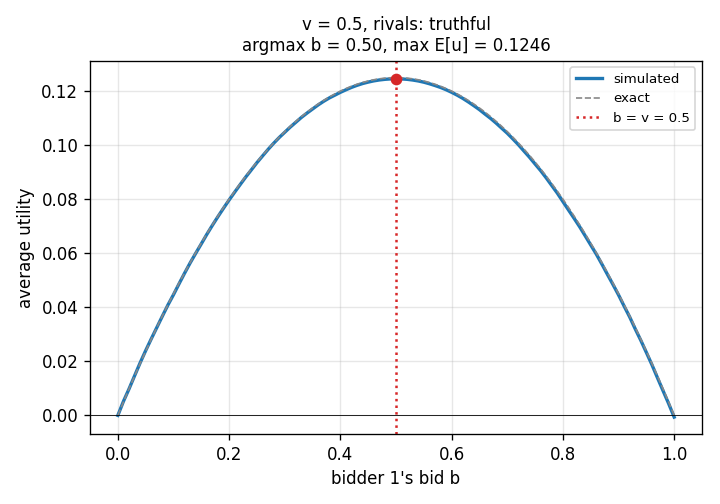 v = 0.5, rivals: truthful
argmax b = 0.50, max E[u] = 0.1246
simulated
exact
b = v = 0.5
average utility
0.12
0.10
0.08
0.06
0.04
0.02
0.00
0.0 0.2 0.4 0.6 0.8 1.0
bidder 1's bid b